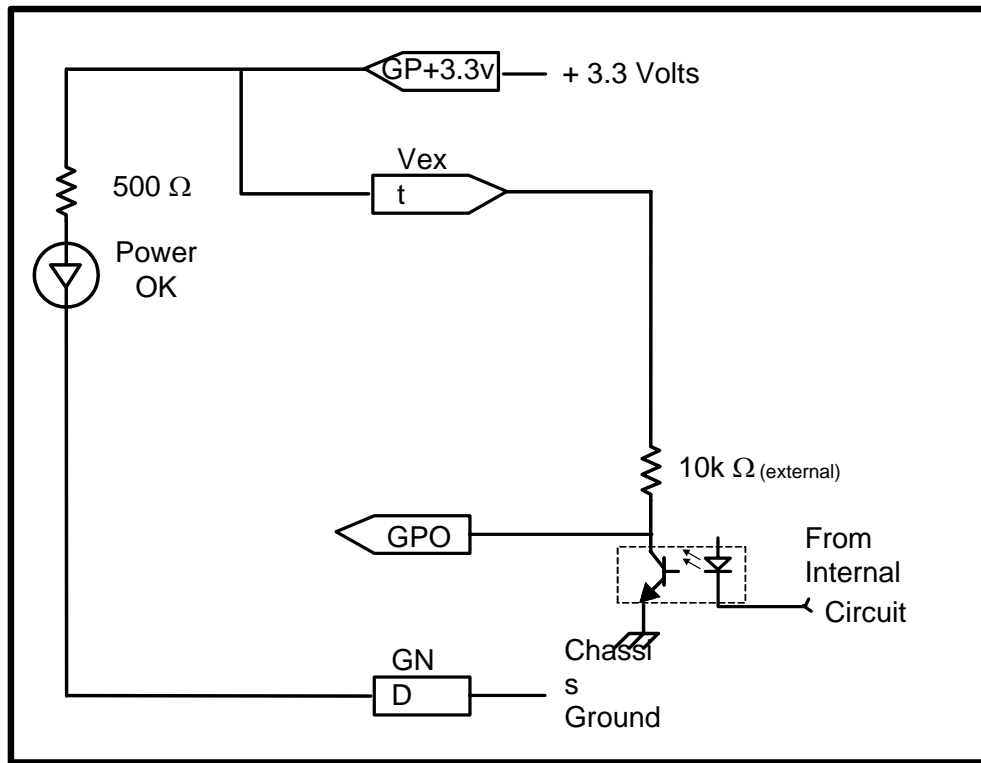 GP+3.3v
+ 3.3 Volts
Vex
t
500 Ω
Power
OK
10k Ω (external)
GPO
From
Internal
Circuit
GN
D
Chassi
s
Ground